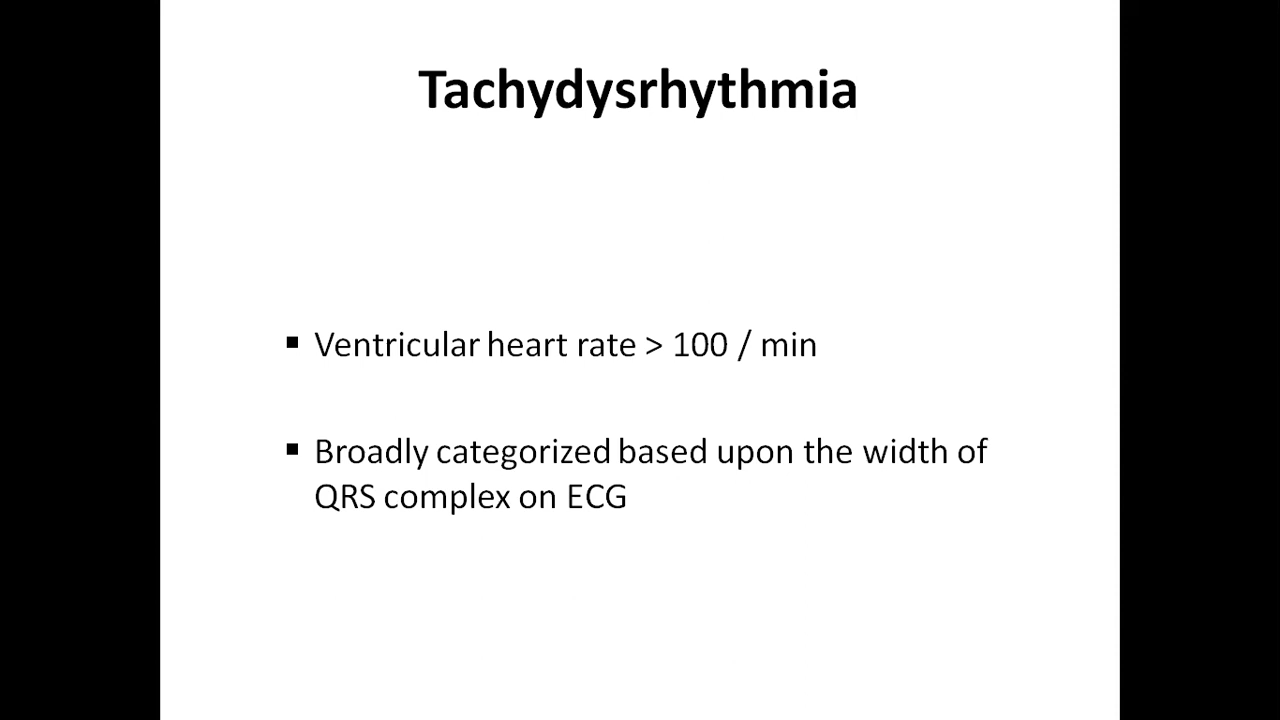 Tachydysrhythmia
▪ Ventricular heart rate > 100 / min
▪ Broadly categorized based upon the width of
QRS complex on ECG